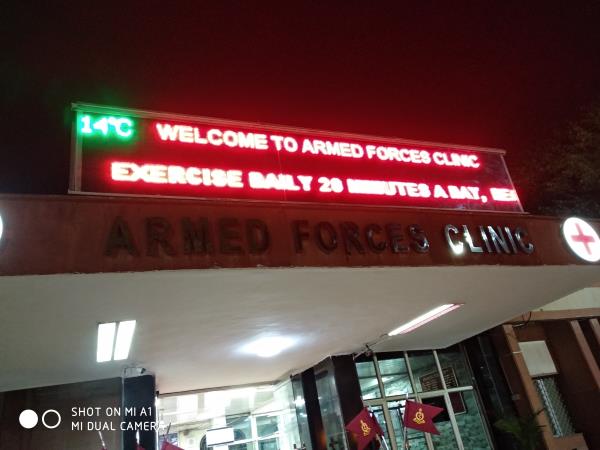 14°C
WELCOME TO ARMED FORCES CLINIC
EXERCISE DAILY 20 MINUTES A DAY,
ARMED FORCES CLINIC
SHOT ON MI A1
MI DUAL CAMERA